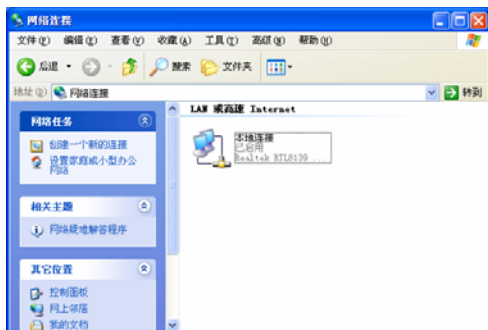 网络连接
文件(F) 编辑(E) 查看(V) 收藏(A) 工具(T) 高级(N) 帮助(H)
后退 搜索 文件夹
地址(D) 网络连接 转到
网络任务
创建一个新的连接
设置家庭或小型办公
网络
相关主题
网络疑难解答程序
其它位置
控制面板
网上邻居
我的文档
LAN 或高速 Internet
本地连接
已启用
Realtek RTL8139 ...